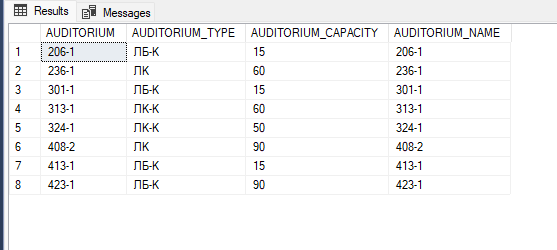 Results Messages
AUDITORIUM AUDITORIUM_TYPE AUDITORIUM_CAPACITY AUDITORIUM_NAME
1 206-1 ЛБ-К 15 206-1
2 236-1 ЛК 60 236-1
3 301-1 ЛБ-К 15 301-1
4 313-1 ЛК-К 60 313-1
5 324-1 ЛК-К 50 324-1
6 408-2 ЛК 90 408-2
7 413-1 ЛБ-К 15 413-1
8 423-1 ЛБ-К 90 423-1